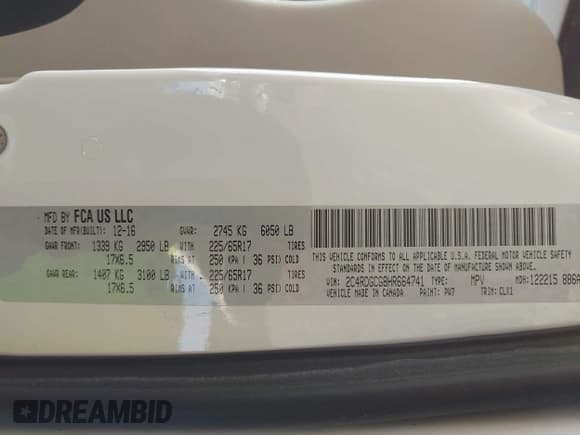 MFD BY FCA US LLC
DATE OF MFR(BUILT): 12-16 GVWR: 2745 KG 6050 LB
GAWR FRONT: 1339 KG 2950 LB WITH 225/65R17 TIRES
17X6.5 RIMS AT 250 KPA( 36 PSI) COLD
GAWR REAR: 1407 KG 3100 LB WITH 225/65R17 TIRES
17X6.5 RIMS AT 250 KPA( 36 PSI) COLD
THIS VEHICLE CONFORMS TO ALL APPLICABLE U.S.A. FEDERAL MOTOR VEHICLE SAFETY
STANDARDS IN EFFECT ON THE DATE OF MANUFACTURE SHOWN ABOVE.
VIN: 2C4RDGCG8HR664741 TYPE: MPV MDH: 122215 886A
VEHICLE MADE IN CANADA PAINT: PW7 TRIM: CLX1
DREAMBID